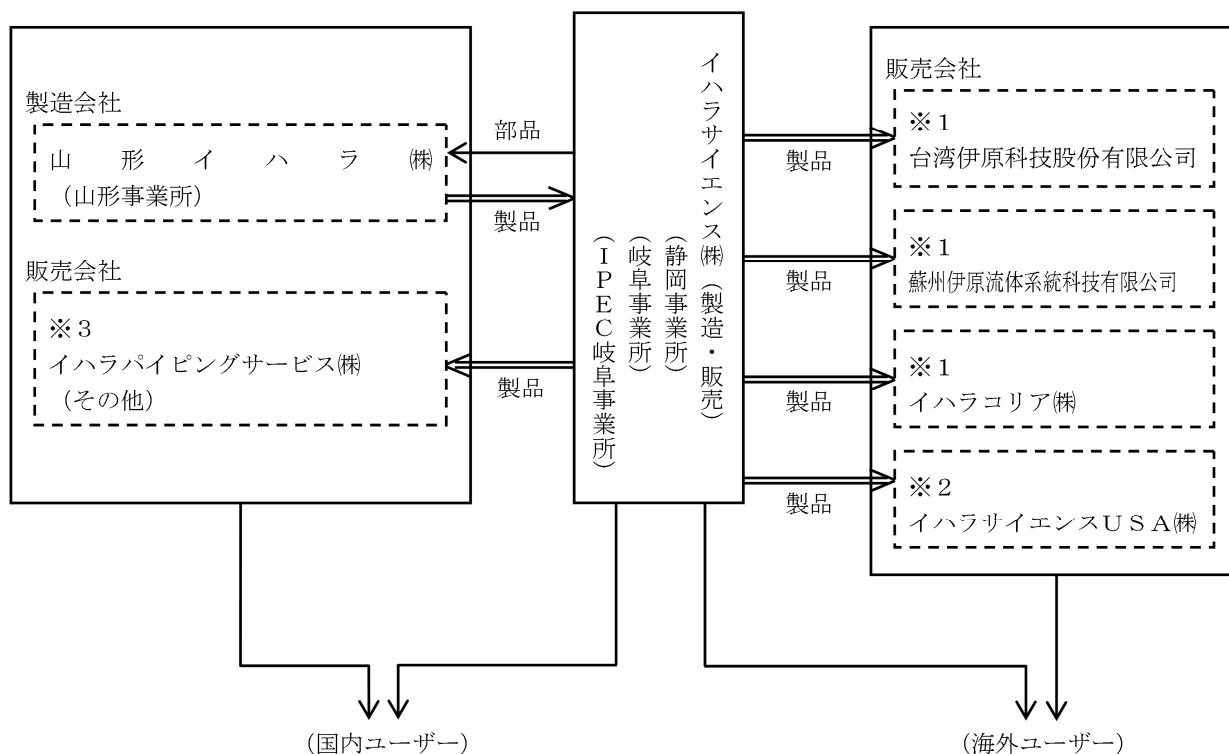 製造会社
山形イハラ㈱
(山形事業所)
販売会社
※3
イハラパイピングサービス㈱
(その他)
部品
製品
製品
イハラサイエンス㈱(製造・販売)
(静岡事業所)
(岐阜事業所)
(IPEC岐阜事業所)
製品
製品
製品
製品
販売会社
※1
台湾伊原科技股份有限公司
※1
蘇州伊原流体系統科技有限公司
※1
イハラコリア㈱
※2
イハラサイエンスUSA㈱
(国内ユーザー)
(海外ユーザー)